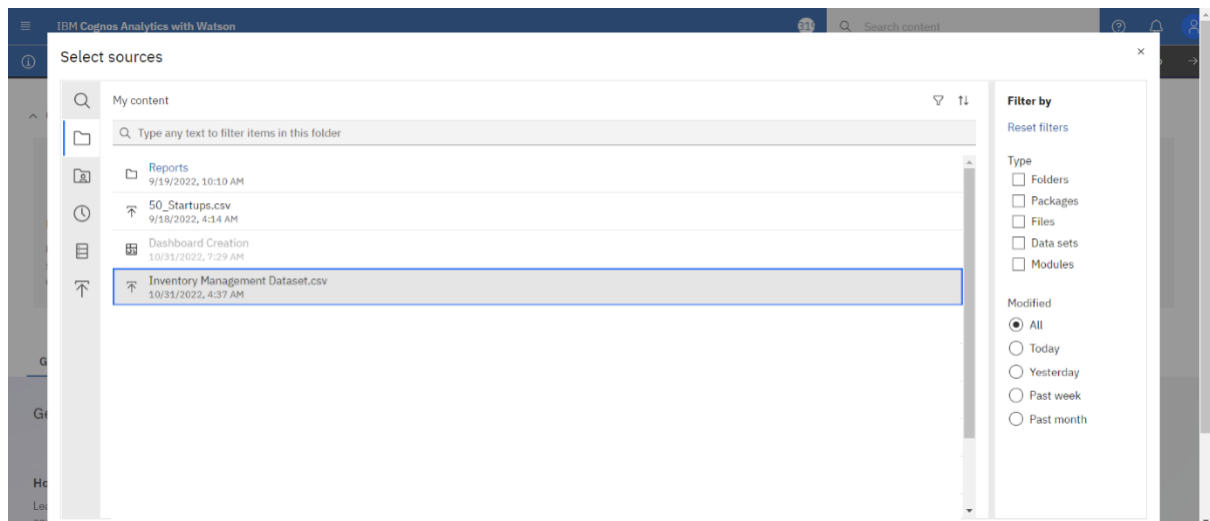 IBM Cognos Analytics with Watson
Search content
Select sources
My content
Type any text to filter items in this folder
Reports
9/19/2022, 10:10 AM
50_Startups.csv
9/18/2022, 4:14 AM
Dashboard Creation
10/31/2022, 7:29 AM
Inventory Management Dataset.csv
10/31/2022, 4:37 AM
Filter by
Reset filters
Type
Folders
Packages
Files
Data sets
Modules
Modified
All
Today
Yesterday
Past week
Past month